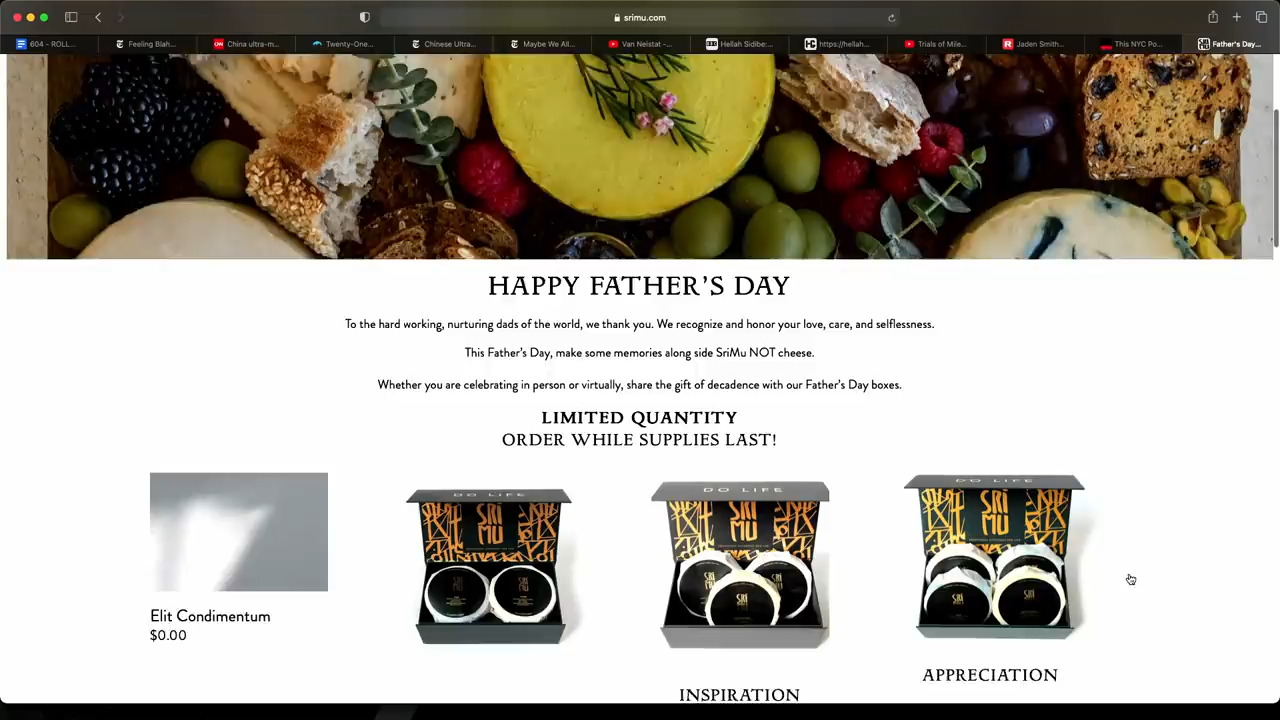 srimu.com
604 - ROLL...
Feeling Blah...
China ultra-m...
Twenty-One...
Chinese Ultra...
Maybe We All...
Van Neistat -...
Hellah Sidibe:...
https://hellah...
Trials of Mile...
Jaden Smith...
This NYC Po...
Father's Day...
HAPPY FATHER'S DAY
To the hard working, nurturing dads of the world, we thank you. We recognize and honor your love, care, and selflessness.
This Father's Day, make some memories along side SriMu NOT cheese.
Whether you are celebrating in person or virtually, share the gift of decadence with our Father's Day boxes.
LIMITED QUANTITY
ORDER WHILE SUPPLIES LAST!
DO LIFE
DO LIFE
DO LIFE
SRI
MU
SRI
MU
SRI
MU
Elit Condimentum
$0.00
INSPIRATION
APPRECIATION